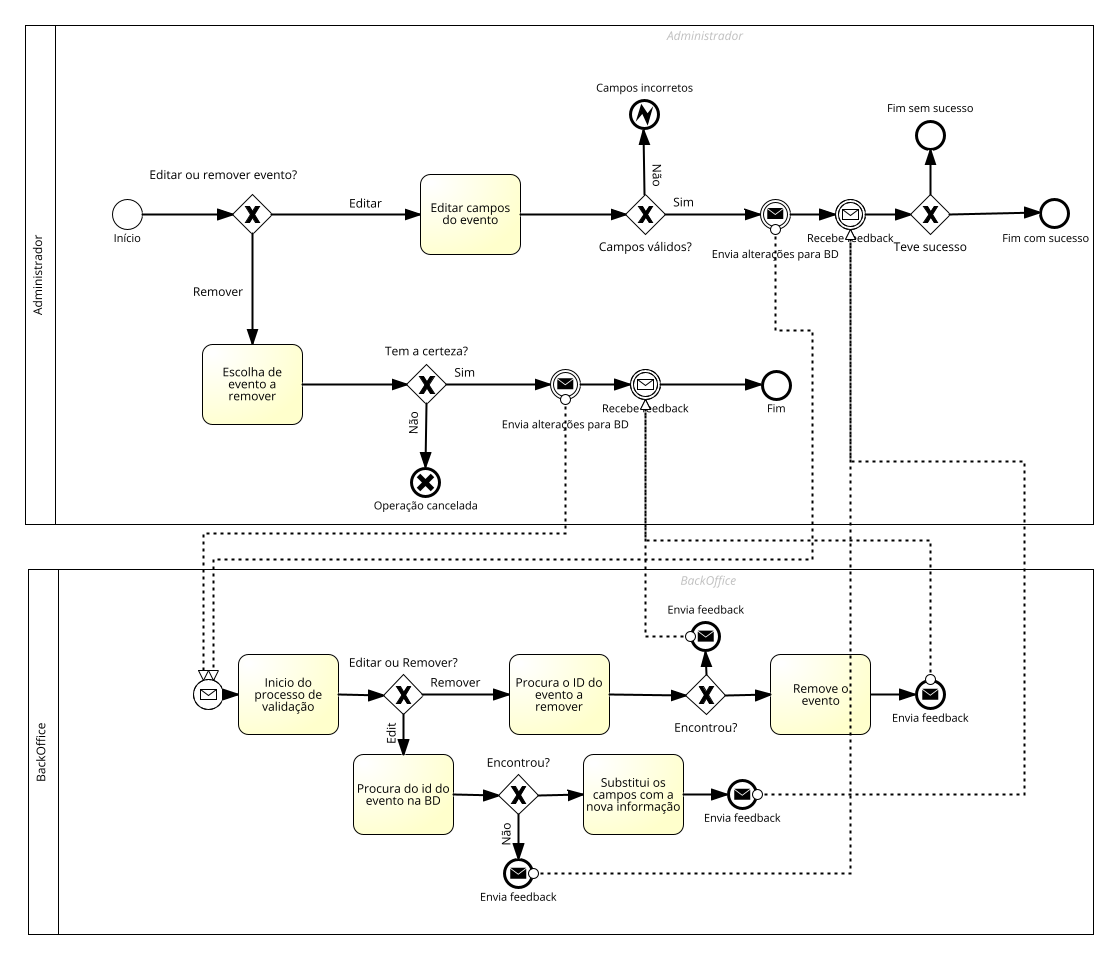 Administrador
Administrador
Campos incorretos
Fim sem sucesso
Editar ou remover evento?
Não
Editar
Editar campos
do evento
Sim
Início
Campos válidos?
Envia alterações para BD
Recebe feedback
Teve sucesso
Fim com sucesso
Remover
Tem a certeza?
Escolha de
evento a
remover
Sim
Não
Envia alterações para BD
Recebe feedback
Fim
Operação cancelada
BackOffice
BackOffice
Envia feedback
Editar ou Remover?
Inicio do
processo de
validação
Remover
Procura o ID do
evento a
remover
Encontrou?
Remove o
evento
Envia feedback
Edit
Procura do id do
evento na BD
Encontrou?
Substitui os
campos com a
nova informação
Envia feedback
Não
Envia feedback